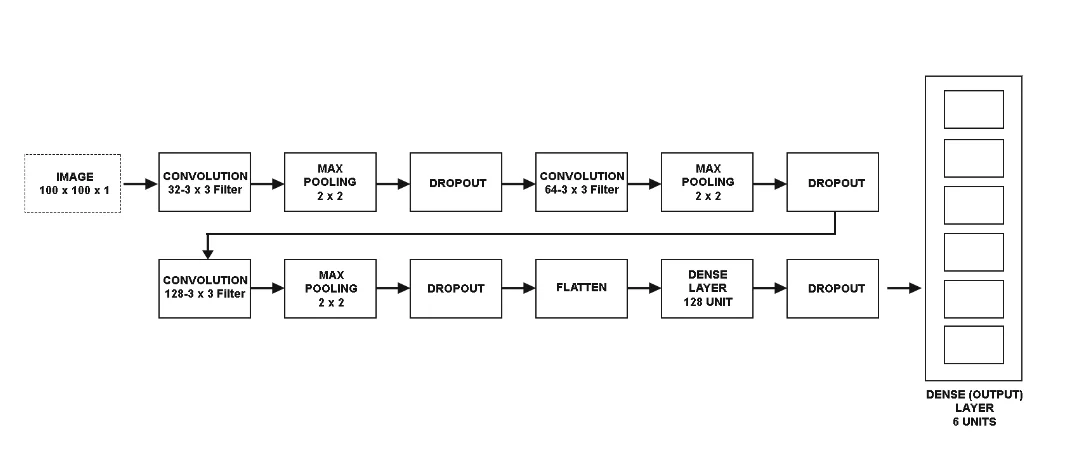 IMAGE
100 x 100 x 1
CONVOLUTION
32-3 x 3 Filter
MAX
POOLING
2 x 2
DROPOUT
CONVOLUTION
64-3 x 3 Filter
MAX
POOLING
2 x 2
DROPOUT
CONVOLUTION
128-3 x 3 Filter
MAX
POOLING
2 x 2
DROPOUT
FLATTEN
DENSE
LAYER
128 UNIT
DROPOUT
DENSE (OUTPUT)
LAYER
6 UNITS